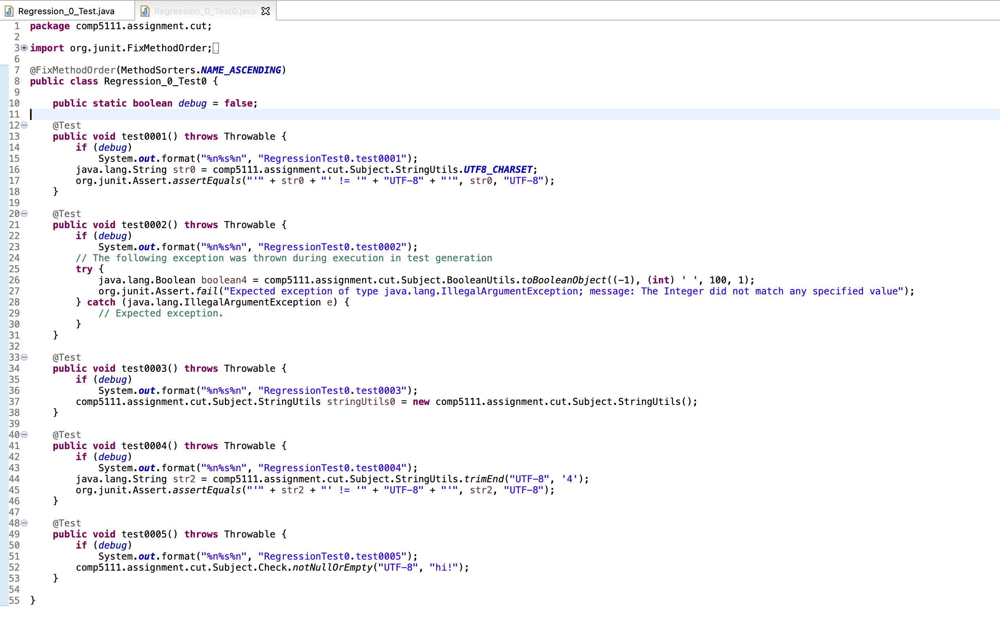 Regression_0_Test.java Regression_0_Test0.java
1 package comp5111.assignment.cut;
2
3 import org.junit.FixMethodOrder;
6
7 @FixMethodOrder(MethodSorters.NAME_ASCENDING)
8 public class Regression_0_Test0 {
9
10 public static boolean debug = false;
11
12 @Test
13 public void test0001() throws Throwable {
14 if (debug)
15 System.out.format("%n%s%n", "RegressionTest0.test0001");
16 java.lang.String str0 = comp5111.assignment.cut.Subject.StringUtils.UTF8_CHARSET;
17 org.junit.Assert.assertEquals("'" + str0 + "' != '" + "UTF-8" + "'", str0, "UTF-8");
18 }
19
20 @Test
21 public void test0002() throws Throwable {
22 if (debug)
23 System.out.format("%n%s%n", "RegressionTest0.test0002");
24 // The following exception was thrown during execution in test generation
25 try {
26 java.lang.Boolean boolean4 = comp5111.assignment.cut.Subject.BooleanUtils.toBooleanObject((-1), (int) ' ', 100, 1);
27 org.junit.Assert.fail("Expected exception of type java.lang.IllegalArgumentException; message: The Integer did not match any specified value");
28 } catch (java.lang.IllegalArgumentException e) {
29 // Expected exception.
30 }
31 }
32
33 @Test
34 public void test0003() throws Throwable {
35 if (debug)
36 System.out.format("%n%s%n", "RegressionTest0.test0003");
37 comp5111.assignment.cut.Subject.StringUtils stringUtils0 = new comp5111.assignment.cut.Subject.StringUtils();
38 }
39
40 @Test
41 public void test0004() throws Throwable {
42 if (debug)
43 System.out.format("%n%s%n", "RegressionTest0.test0004");
44 java.lang.String str2 = comp5111.assignment.cut.Subject.StringUtils.trimEnd("UTF-8", '4');
45 org.junit.Assert.assertEquals("'" + str2 + "' != '" + "UTF-8" + "'", str2, "UTF-8");
46 }
47
48 @Test
49 public void test0005() throws Throwable {
50 if (debug)
51 System.out.format("%n%s%n", "RegressionTest0.test0005");
52 comp5111.assignment.cut.Subject.Check.notNullOrEmpty("UTF-8", "hi!");
53 }
54
55 }